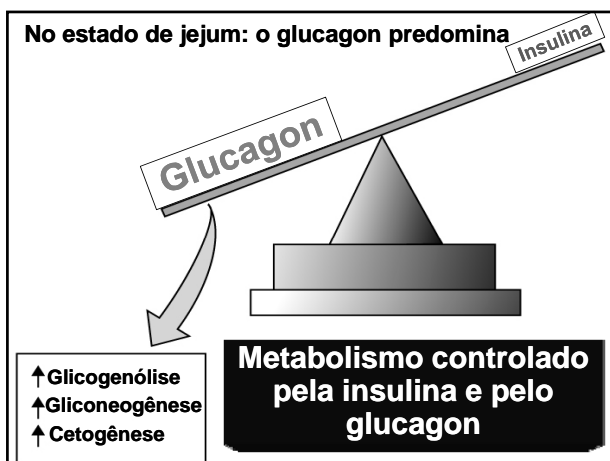 No estado de jejum: o glucagon predomina
Insulina
Glucagon
↑Glicogenólise
↑Gliconeogênese
↑ Cetogênese
Metabolismo controlado
pela insulina e pelo
glucagon